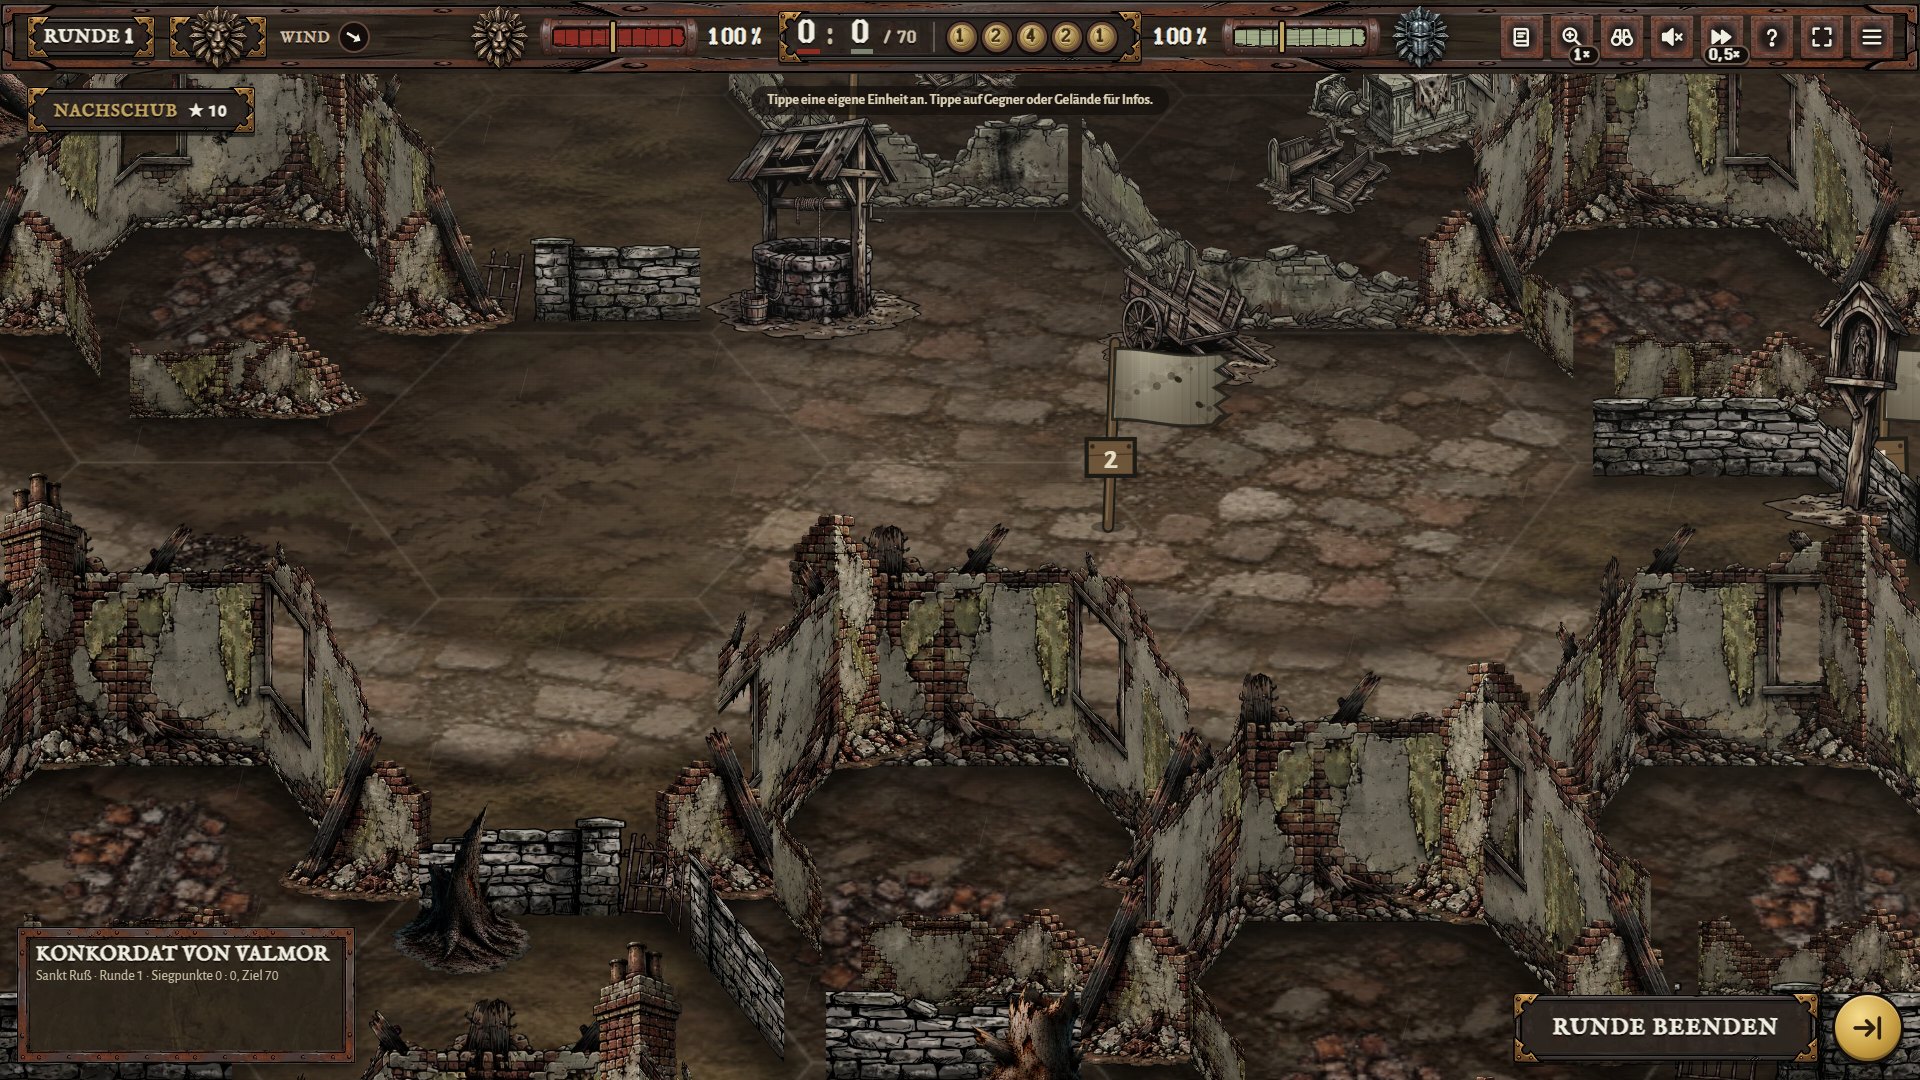 RUNDE 1
WIND
100 %
0 : 0 / 70
1 2 4 2 1
100 %
1×
0,5×
?
NACHSCHUB ★ 10
Tippe eine eigene Einheit an. Tippe auf Gegner oder Gelände für Infos.
2
KONKORDAT VON VALMOR
Sankt Ruß · Runde 1 · Siegpunkte 0 : 0, Ziel 70
RUNDE BEENDEN